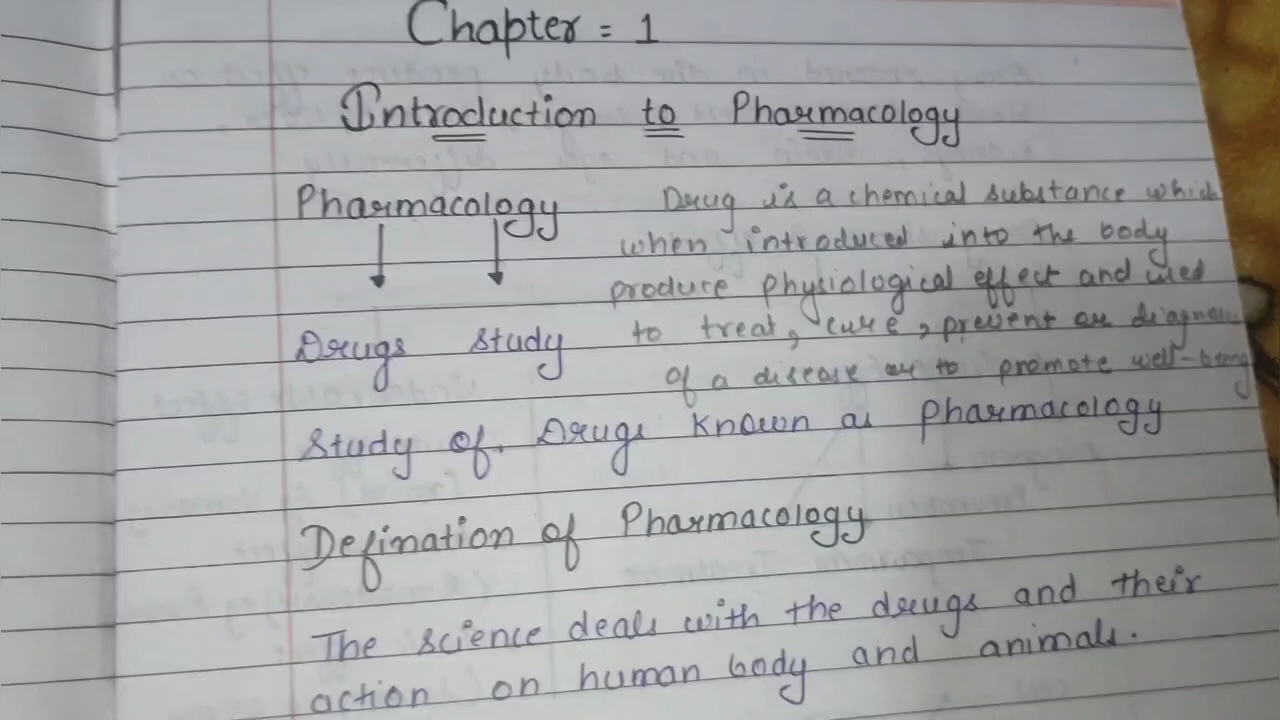 Chapter = 1
Introduction to Pharmacology
Pharmacology
Drugs study
Drug is a chemical substance which
when introduced into the body
produce physiological effect and used
to treat, cure, prevent or
of a disease or to promote well-being
study of Drugs known as pharmacology
Defination of Pharmacology
The science deals with the drugs and their
action on human body and animals.